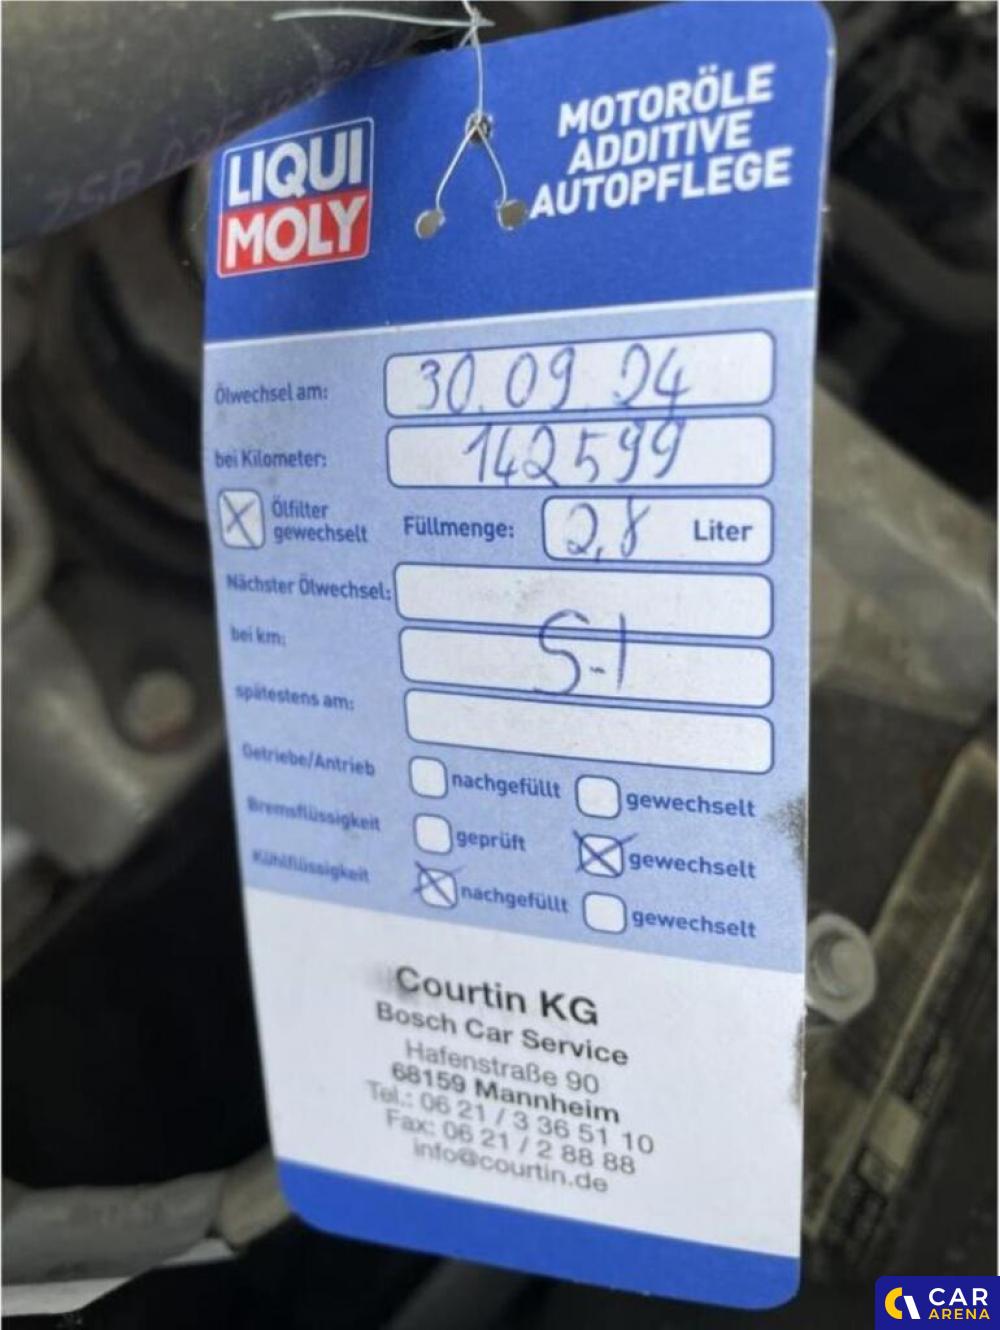 LIQUI
MOLY
MOTORÖLE
ADDITIVE
AUTOPFLEGE
Ölwechsel am: 30.09.24
bei Kilometer: 142599
Ölfilter
gewechselt
Füllmenge: 2,8 Liter
Nächster Ölwechsel:
bei km: S-1
spätestens am:
Getriebe/Antrieb nachgefüllt gewechselt
Bremsflüssigkeit geprüft gewechselt
Kühlflüssigkeit nachgefüllt gewechselt
Courtin KG
Bosch Car Service
Hafenstraße 90
68159 Mannheim
Tel.: 06 21 / 3 36 51 10
Fax: 06 21 / 2 88 88
info@courtin.de
CAR
ARENA